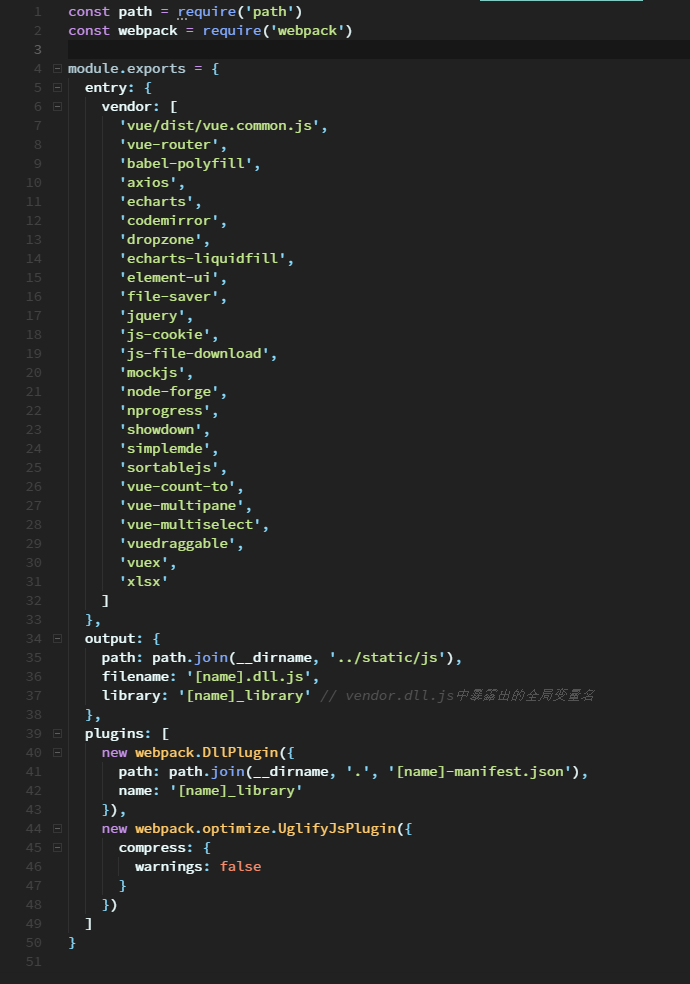 1 const path = require('path')
2 const webpack = require('webpack')
3
4 module.exports = {
5 entry: {
6 vendor: [
7 'vue/dist/vue.common.js',
8 'vue-router',
9 'babel-polyfill',
10 'axios',
11 'echarts',
12 'codemirror',
13 'dropzone',
14 'echarts-liquidfill',
15 'element-ui',
16 'file-saver',
17 'jquery',
18 'js-cookie',
19 'js-file-download',
20 'mockjs',
21 'node-forge',
22 'nprogress',
23 'showdown',
24 'simplemde',
25 'sortablejs',
26 'vue-count-to',
27 'vue-multipane',
28 'vue-multiselect',
29 'vuedraggable',
30 'vuex',
31 'xlsx'
32 ]
33 },
34 output: {
35 path: path.join(__dirname, '../static/js'),
36 filename: '[name].dll.js',
37 library: '[name]_library' // vendor.dll.js中暴露出的全局变量名
38 },
39 plugins: [
40 new webpack.DllPlugin({
41 path: path.join(__dirname, '.', '[name]-manifest.json'),
42 name: '[name]_library'
43 }),
44 new webpack.optimize.UglifyJsPlugin({
45 compress: {
46 warnings: false
47 }
48 })
49 ]
50 }
51